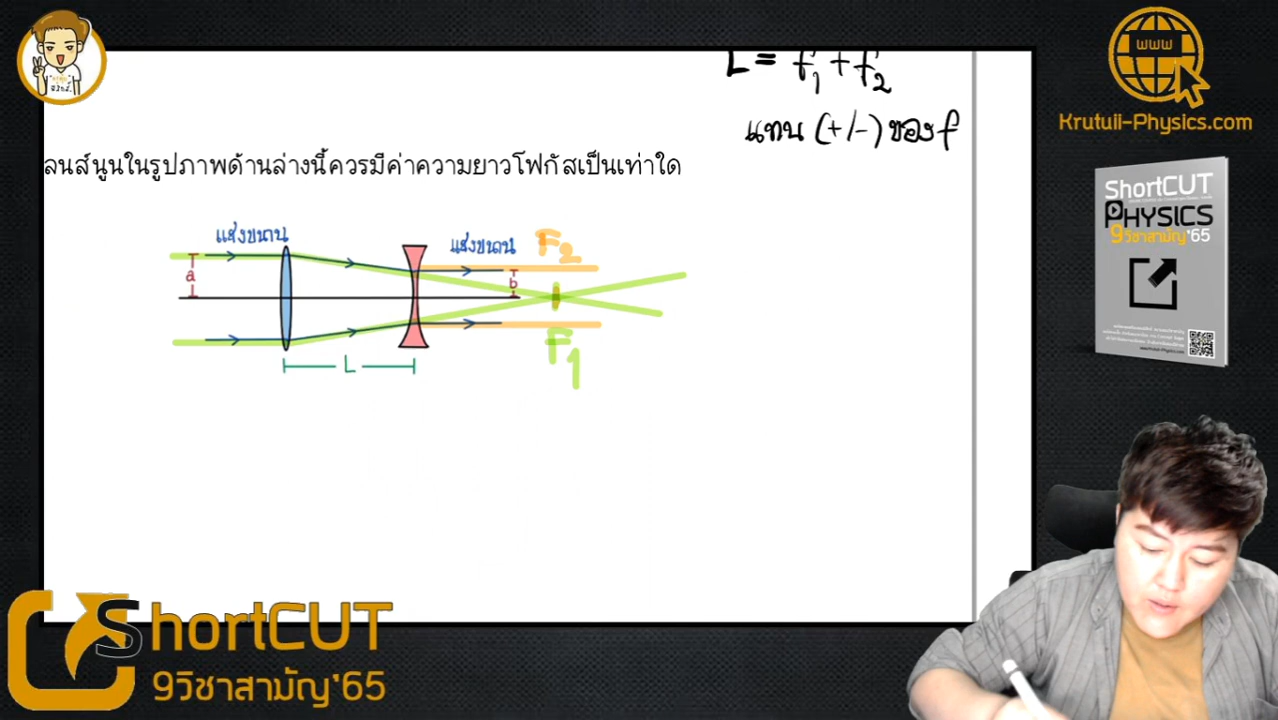 L = f₁ + f₂
แทน (+/-) ของ f
ลนส์นูนในรูปภาพด้านล่างนี้ควรมีค่าความยาวโฟกัสเป็นเท่าใด
แสงขนาน
แสงขนาน
F₂
a
b
F₁
L
www
Krutuii-Physics.com
ShortCUT
PHYSICS
9วิชาสามัญ'65
ShortCUT
9วิชาสามัญ'65